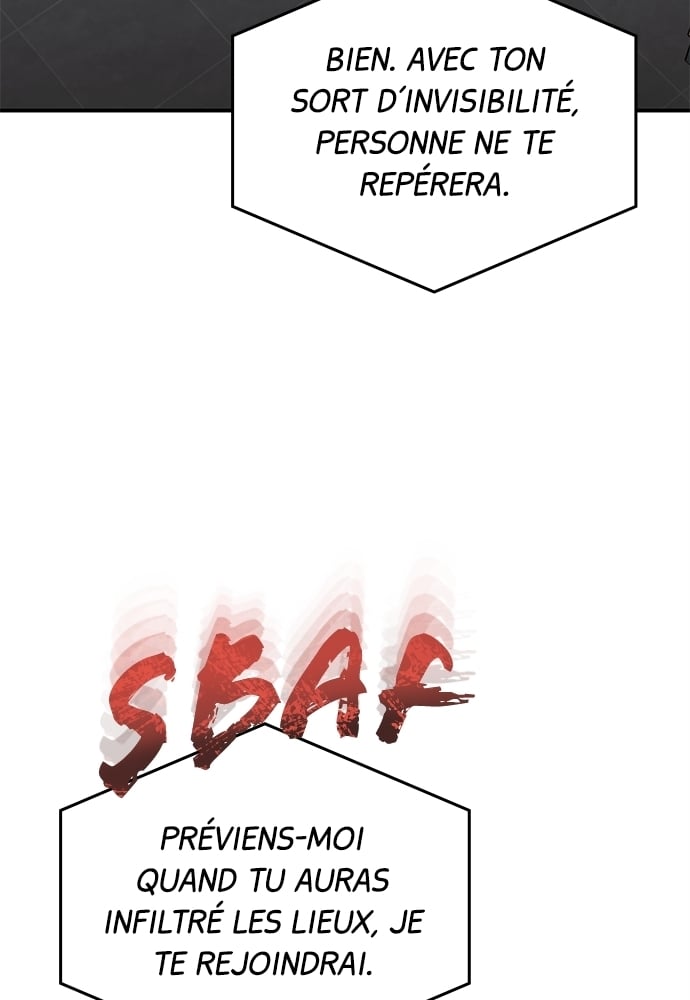 BIEN. AVEC TON
SORT D'INVISIBILITÉ,
PERSONNE NE TE
REPÉRERA.
SBAF
PRÉVIENS-MOI
QUAND TU AURAS
INFILTRÉ LES LIEUX, JE
TE REJOINDRAI.